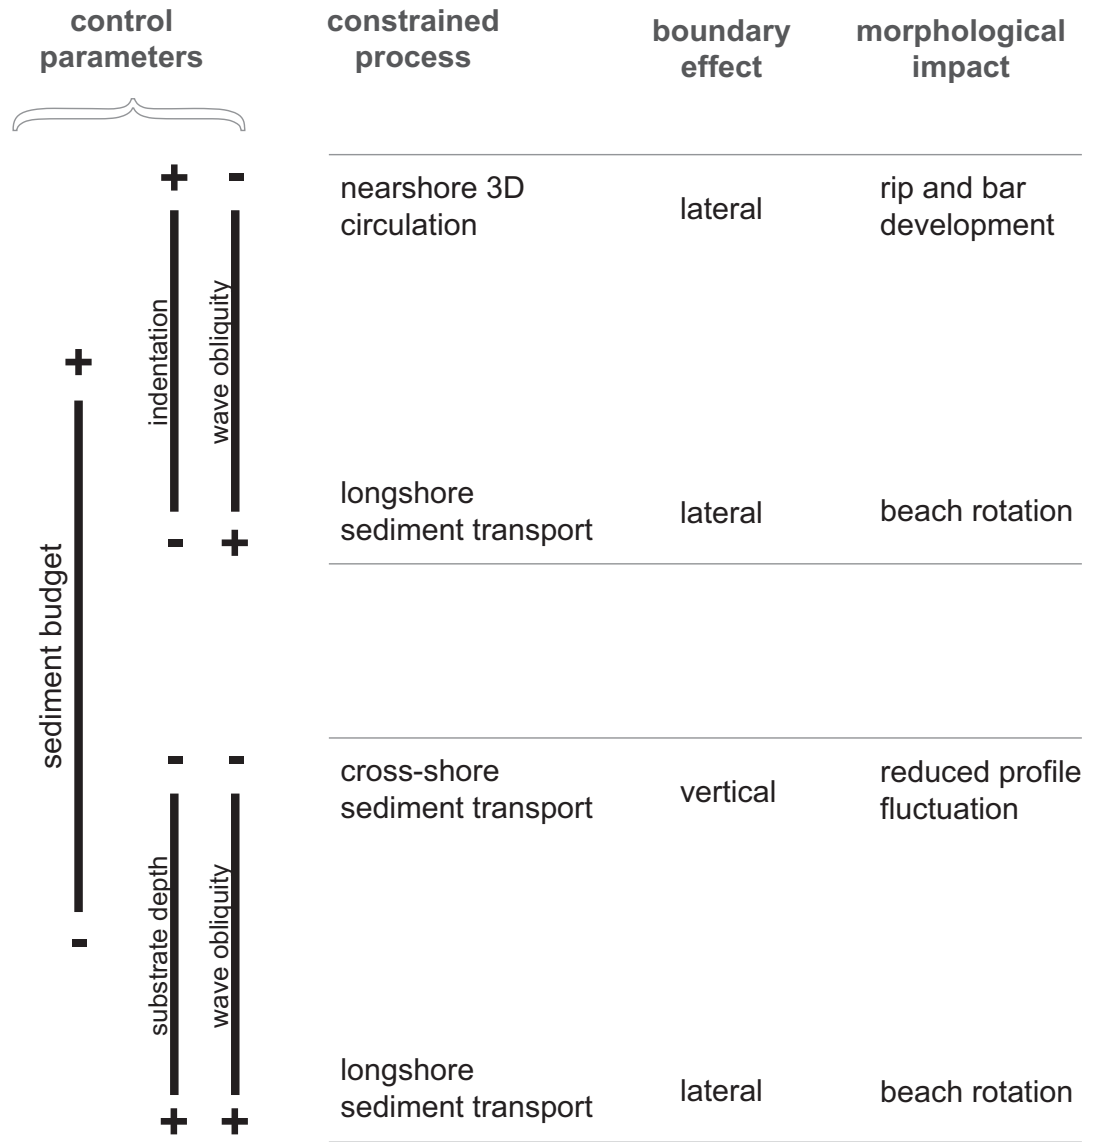 control
parameters
constrained
process
boundary
effect
morphological
impact
+ -
nearshore 3D
circulation
lateral
rip and bar
development
indentation
wave obliquity
+
longshore
sediment transport
lateral
beach rotation
- +
sediment budget
- -
cross-shore
sediment transport
vertical
reduced profile
fluctuation
substrate depth
wave obliquity
-
longshore
sediment transport
lateral
beach rotation
+ +